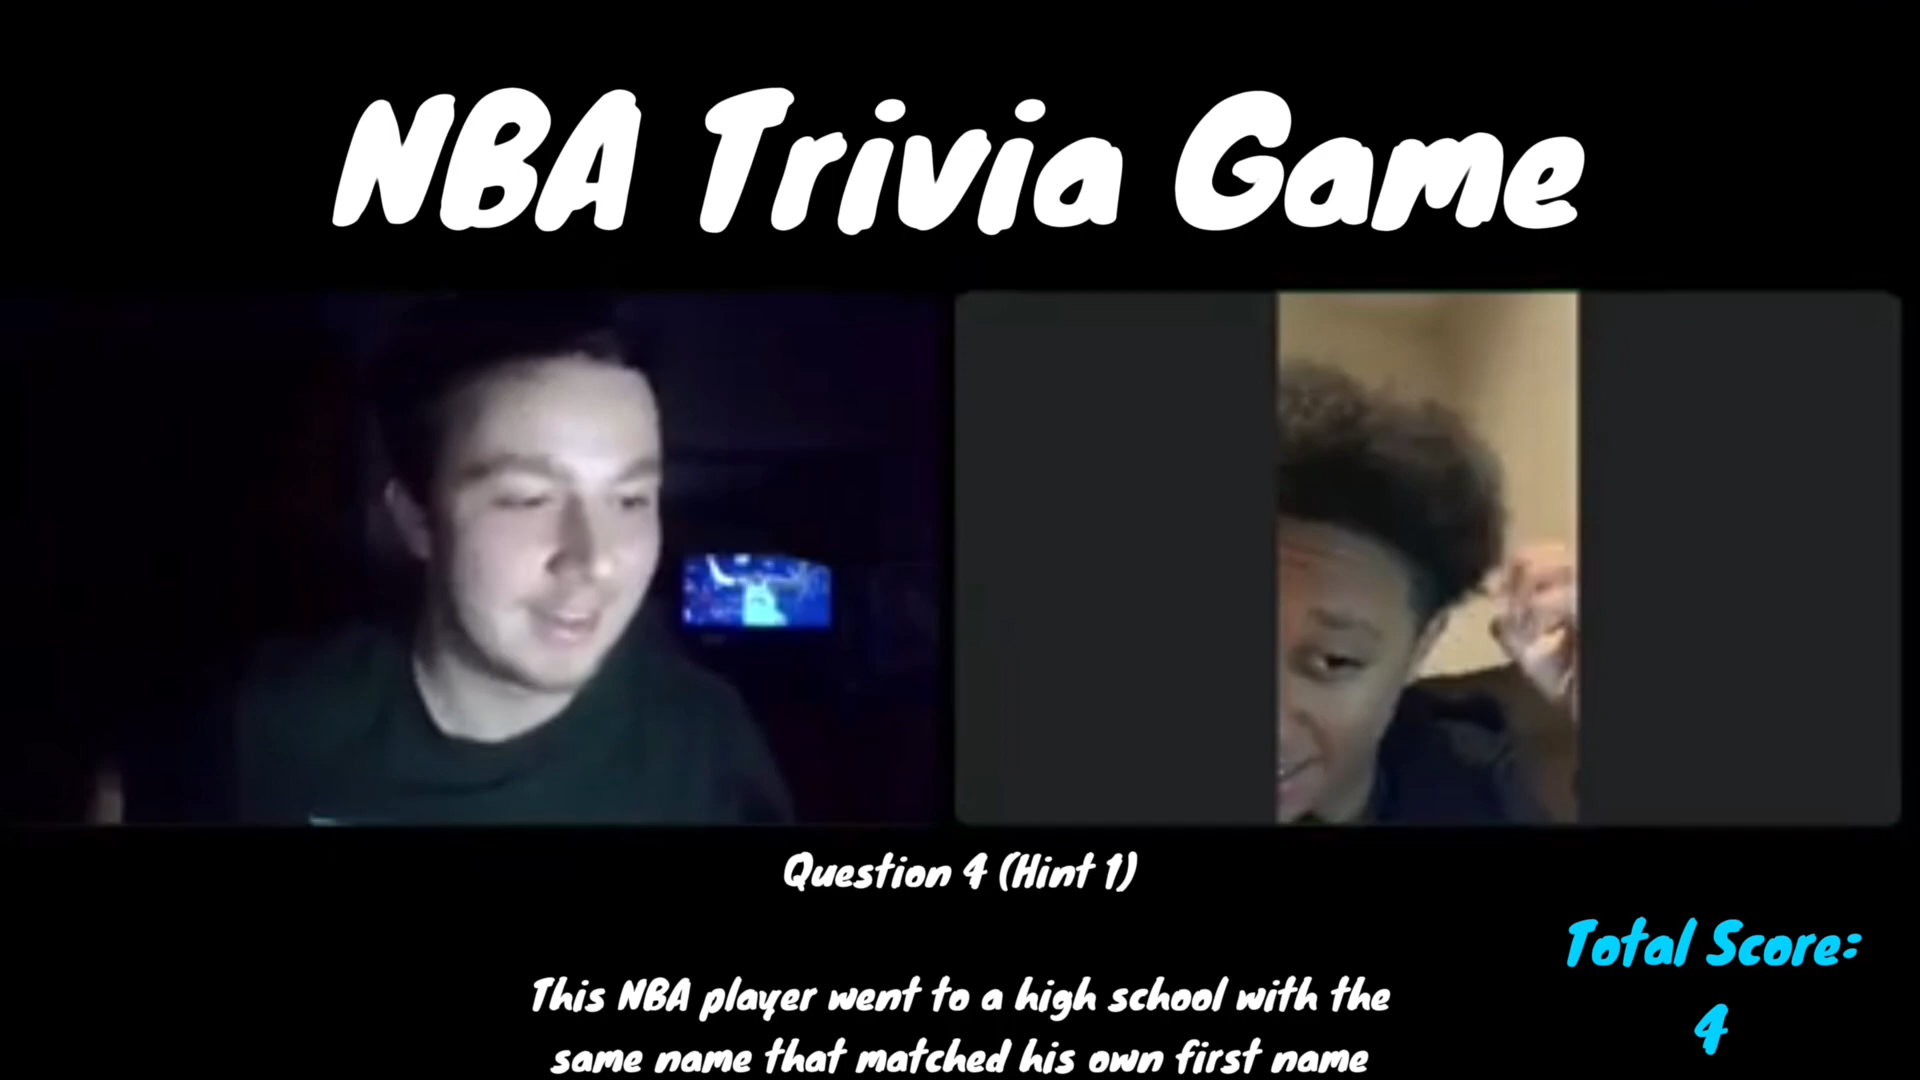 NBA Trivia Game
Question 4 (Hint 1)
Total Score:
4
This NBA player went to a high school with the
same name that matched his own first name